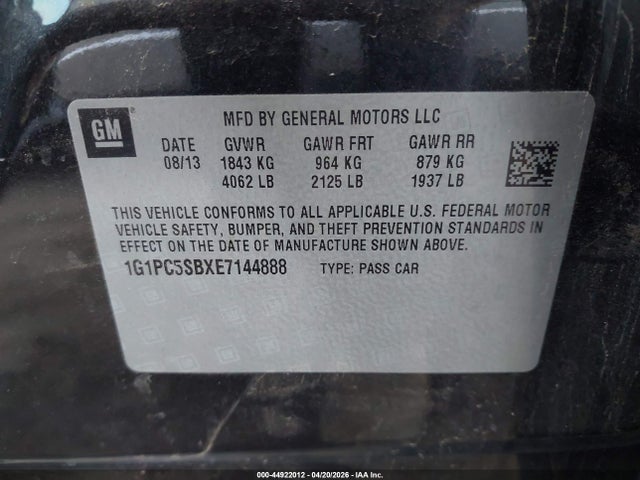 GM
MFD BY GENERAL MOTORS LLC
DATE GVWR GAWR FRT GAWR RR
08/13 1843 KG 964 KG 879 KG
4062 LB 2125 LB 1937 LB
THIS VEHICLE CONFORMS TO ALL APPLICABLE U.S. FEDERAL MOTOR
VEHICLE SAFETY, BUMPER, AND THEFT PREVENTION STANDARDS IN
EFFECT ON THE DATE OF MANUFACTURE SHOWN ABOVE.
1G1PC5SBXE7144888 TYPE: PASS CAR
000-44922012 - 04/20/2026 - IAA Inc.